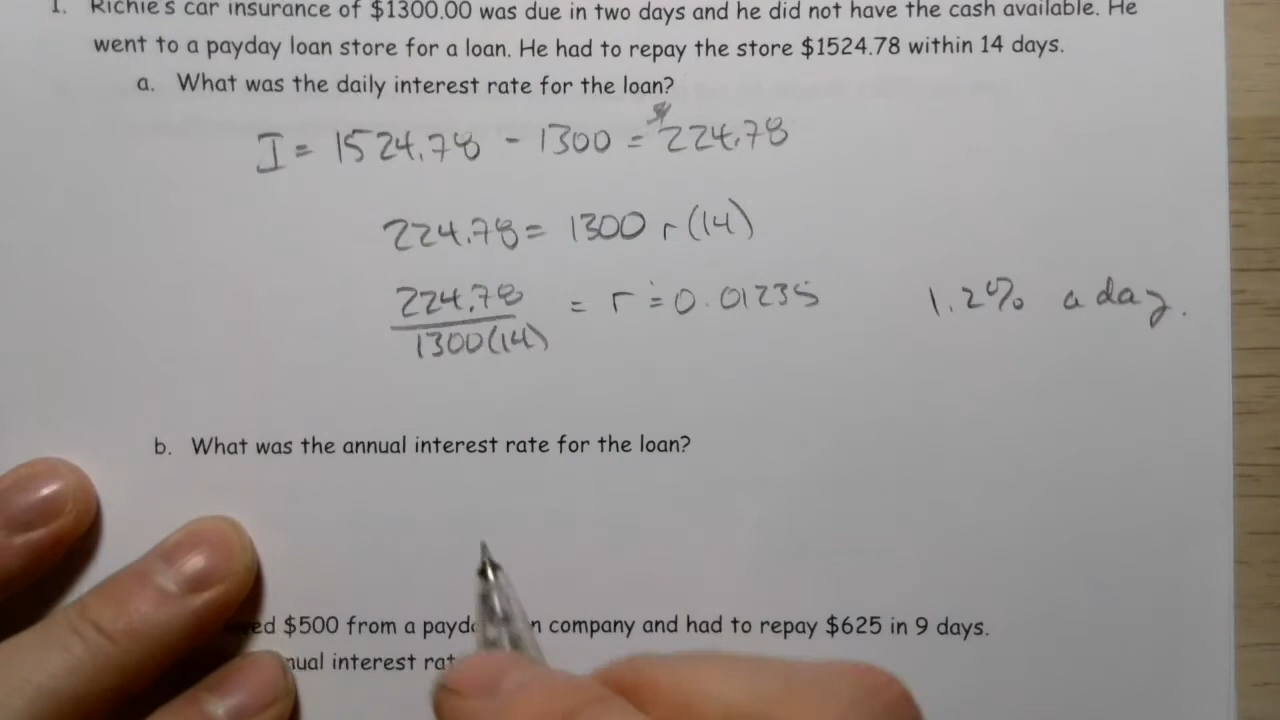 1. Richie's car insurance of $1300.00 was due in two days and he did not have the cash available. He
went to a payday loan store for a loan. He had to repay the store $1524.78 within 14 days.
a. What was the daily interest rate for the loan?
I = 1524.78 - 1300 = $224.78
224.78 = 1300 r(14)
224.78 / 1300(14) = r ≐ 0.01235 1.2% a day.
b. What was the annual interest rate for the loan?
$500 from a company and had to repay $625 in 9 days.
interest